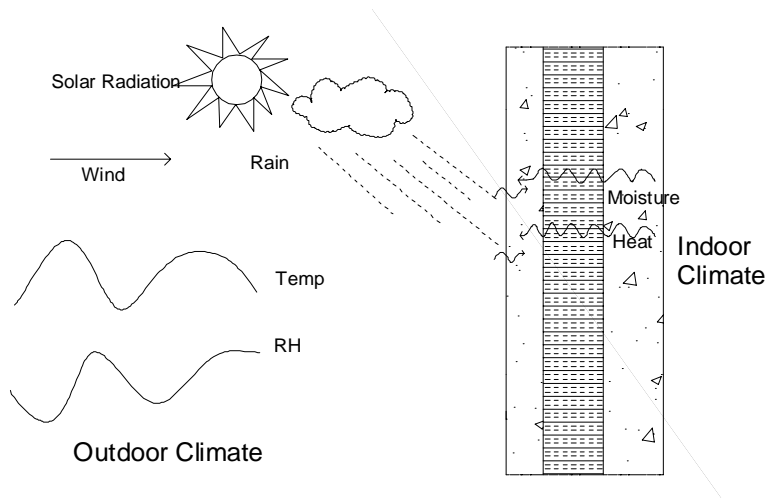 Solar Radiation
Wind
Rain
Moisture
Heat
Indoor
Climate
Temp
RH
Outdoor Climate